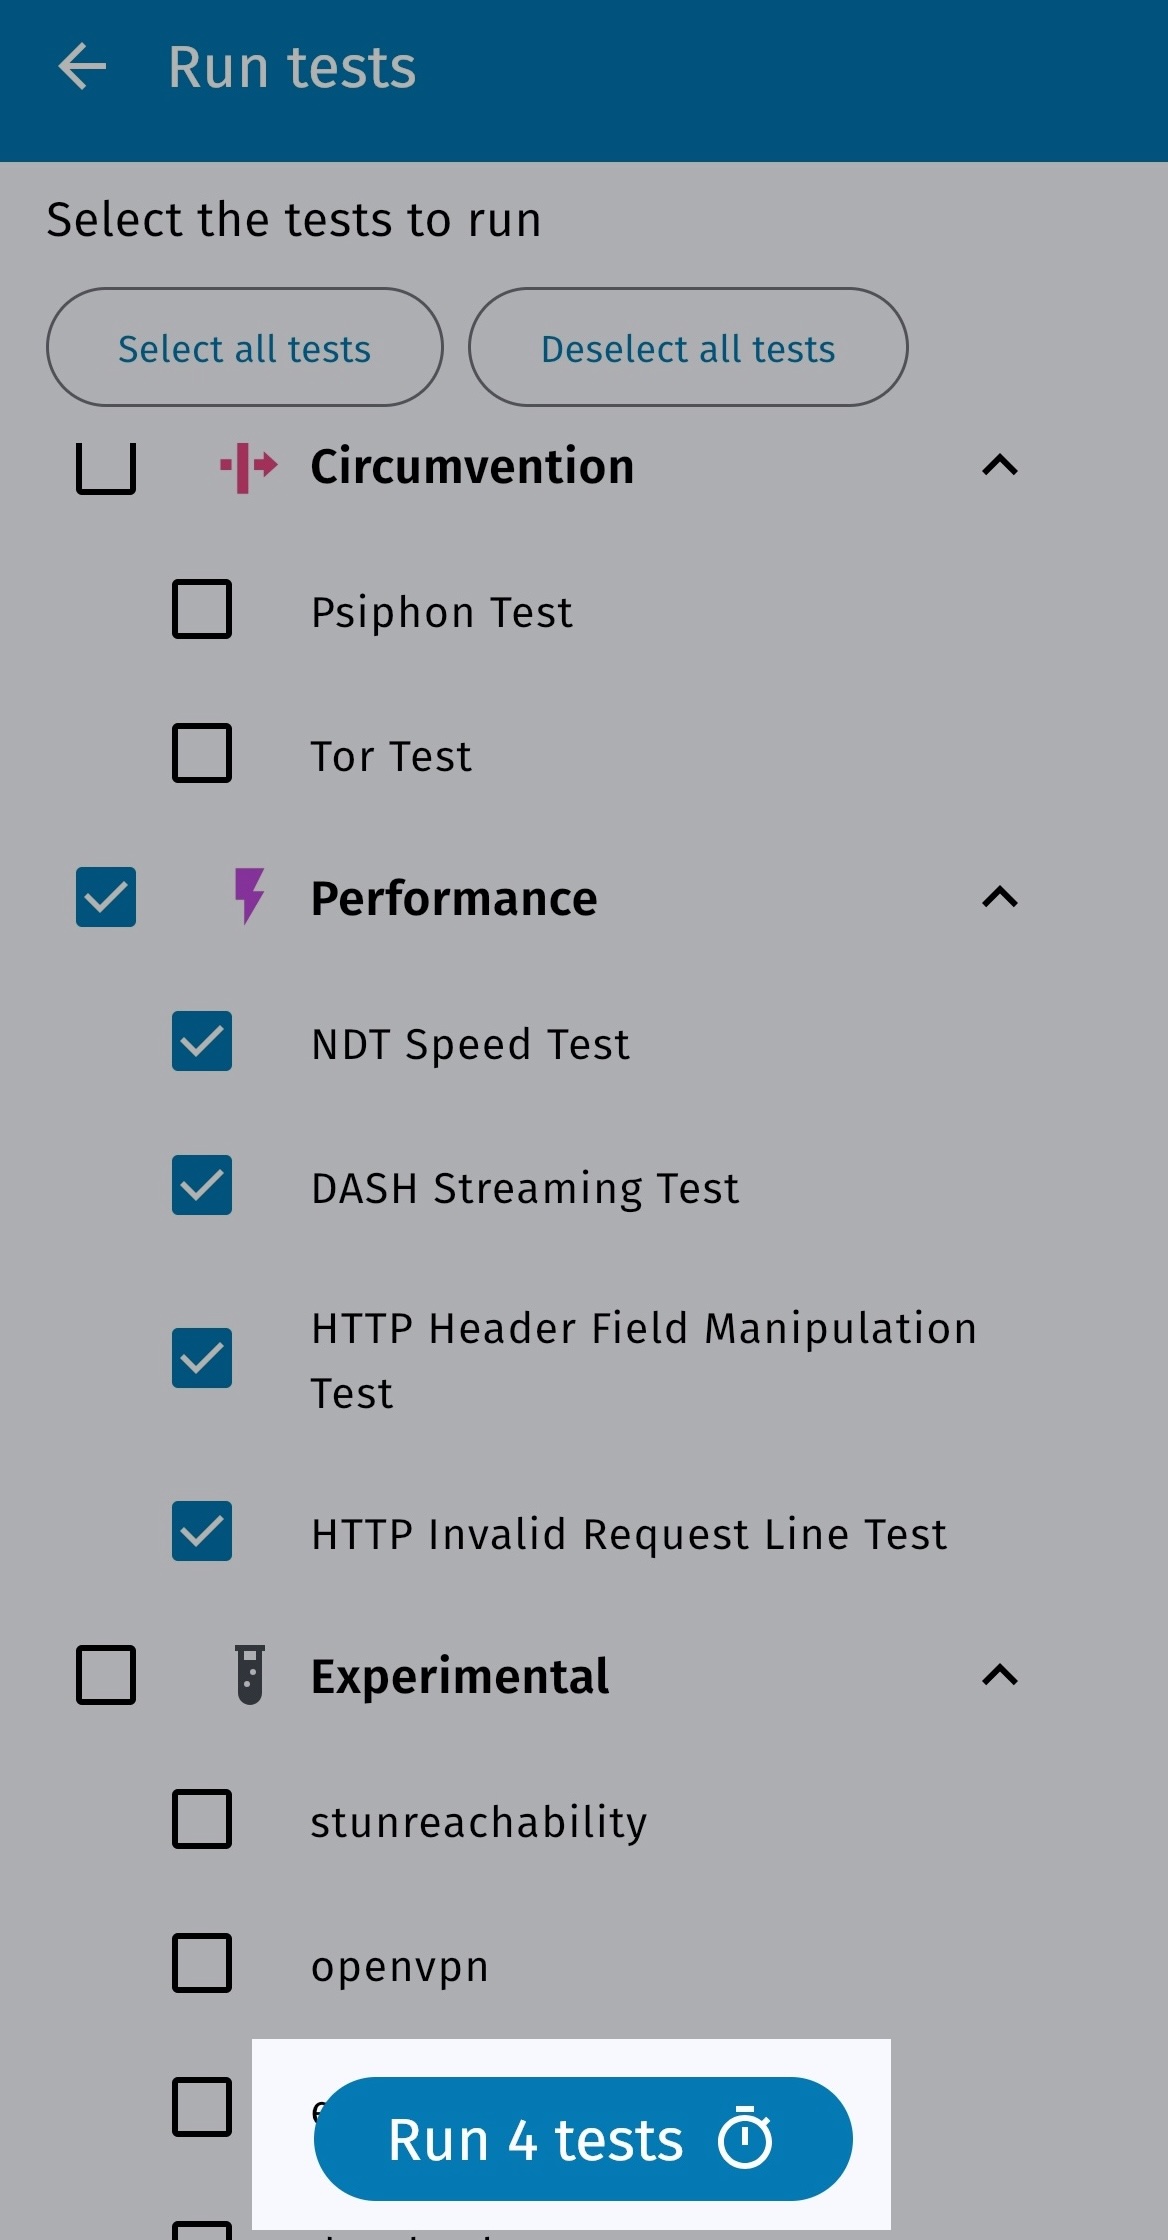 Run tests
Select the tests to run
Select all tests
Deselect all tests
Circumvention
Psiphon Test
Tor Test
Performance
NDT Speed Test
DASH Streaming Test
HTTP Header Field Manipulation
Test
HTTP Invalid Request Line Test
Experimental
stunreachability
openvpn
Run 4 tests